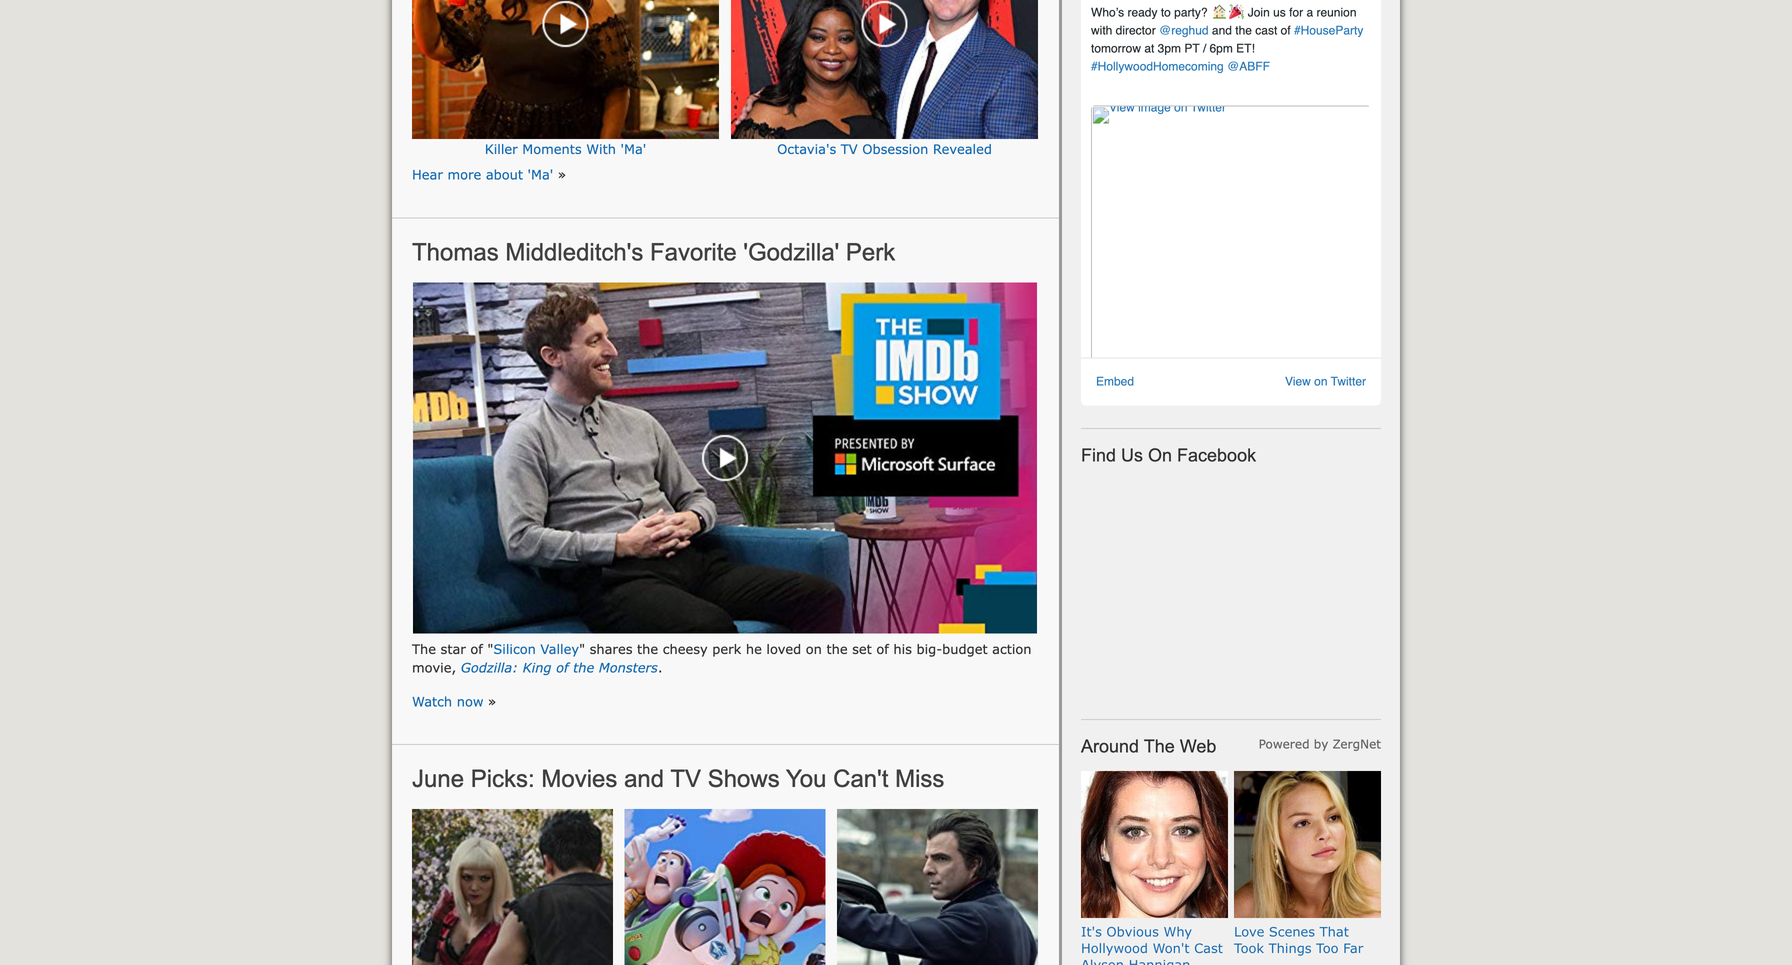 Killer Moments With 'Ma'
Octavia's TV Obsession Revealed
Hear more about 'Ma' »
Thomas Middleditch's Favorite 'Godzilla' Perk
THE
IMDb
SHOW
PRESENTED BY
Microsoft Surface
IMDb
IMDb
SHOW
The star of "Silicon Valley" shares the cheesy perk he loved on the set of his big-budget action
movie, Godzilla: King of the Monsters.
Watch now »
June Picks: Movies and TV Shows You Can't Miss
Who's ready to party? 🏠🎉 Join us for a reunion
with director @reghud and the cast of #HouseParty
tomorrow at 3pm PT / 6pm ET!
#HollywoodHomecoming @ABFF
View image on Twitter
Embed
View on Twitter
Find Us On Facebook
Around The Web
Powered by ZergNet
It's Obvious Why
Hollywood Won't Cast
Alyson Hannigan
Love Scenes That
Took Things Too Far